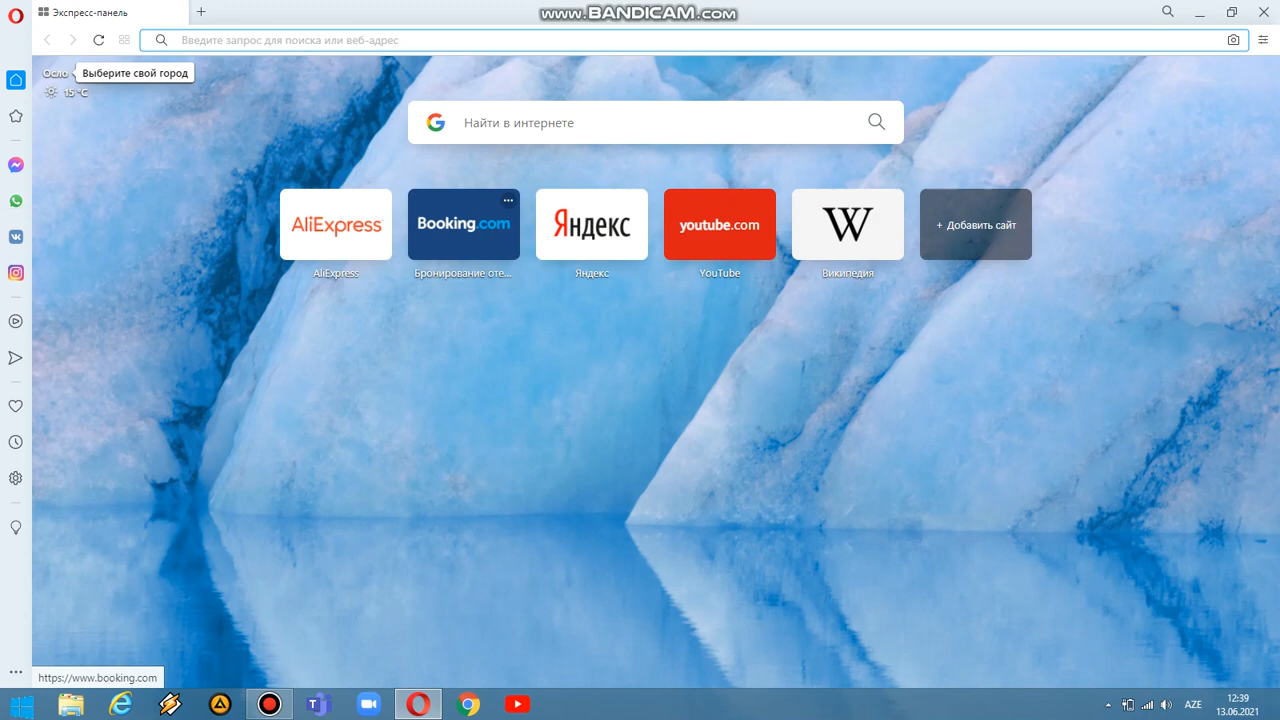 Экспресс-панель
www.BANDICAM.com
Введите запрос для поиска или веб-адрес
Осло
Выберите свой город
15 °C
Найти в интернете
AliExpress
Booking.com
Яндекс
youtube.com
W
+ Добавить сайт
AliExpress
Бронирование оте...
Яндекс
YouTube
Википедия
https://www.booking.com
AZE
12:39
13.06.2021